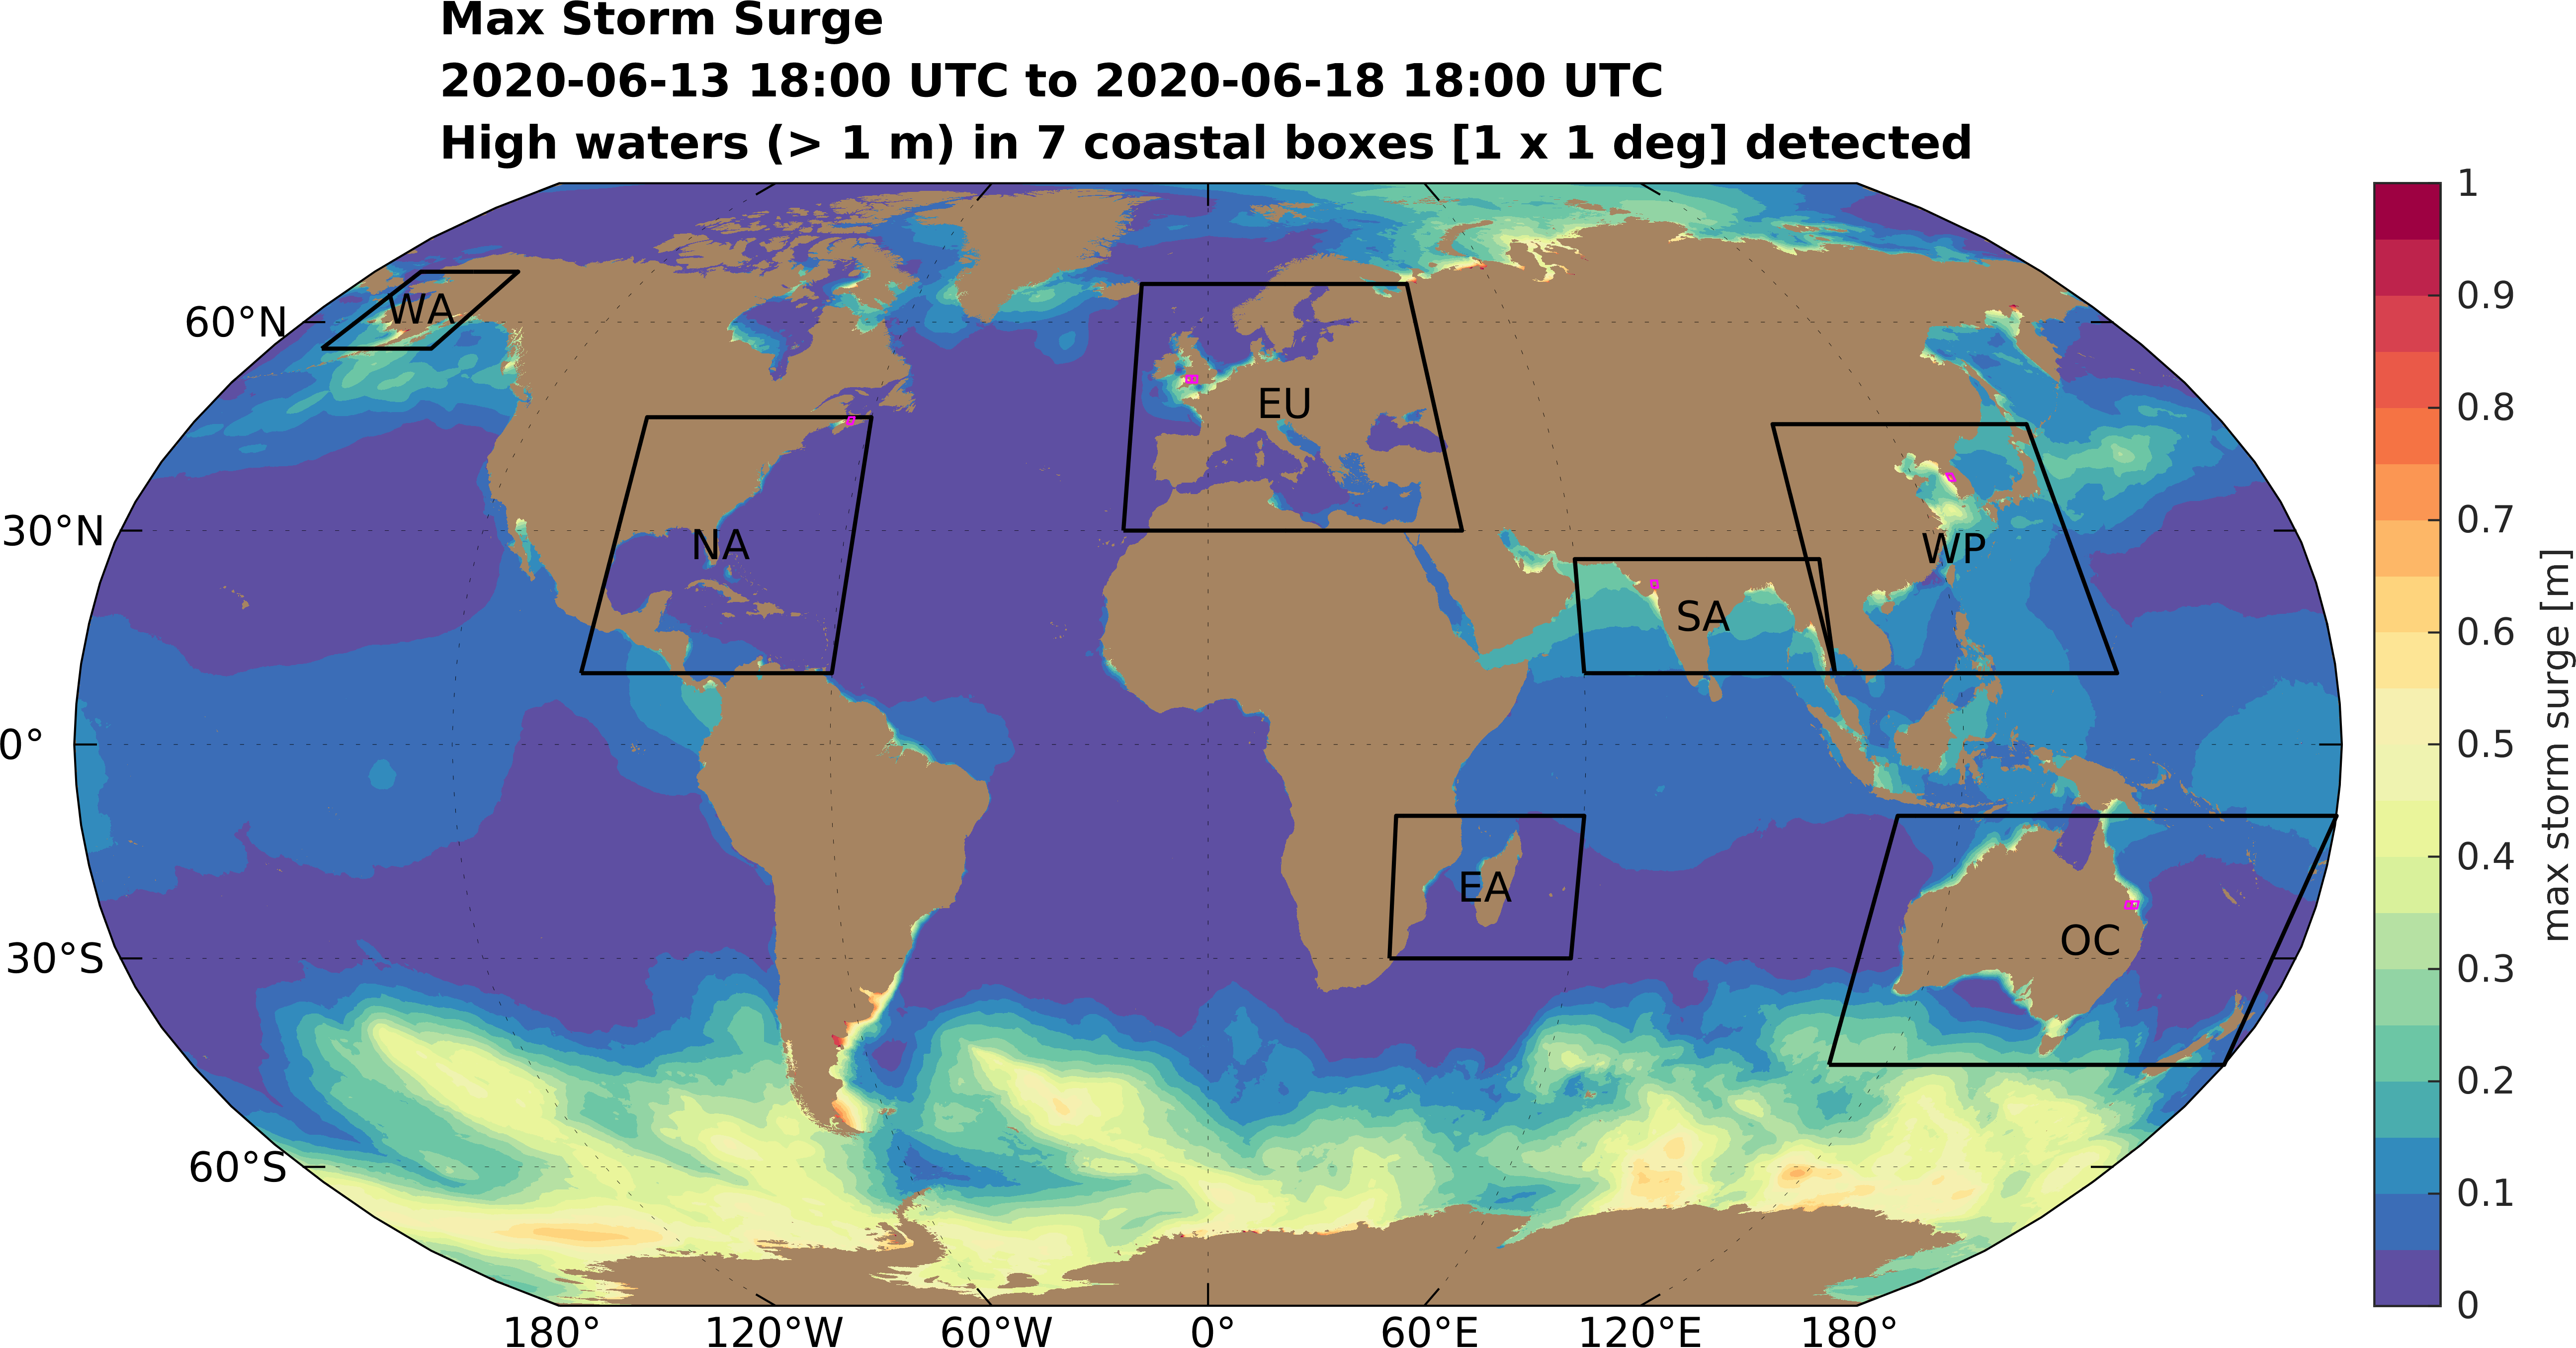 Max Storm Surge
2020-06-13 18:00 UTC to 2020-06-18 18:00 UTC
High waters (> 1 m) in 7 coastal boxes [1 x 1 deg] detected
60°N
30°N
0°
30°S
60°S
WA
NA
EU
SA
WP
EA
OC
180°
120°W
60°W
0°
60°E
120°E
180°
1
0.9
0.8
0.7
0.6
0.5
0.4
0.3
0.2
0.1
0
max storm surge [m]